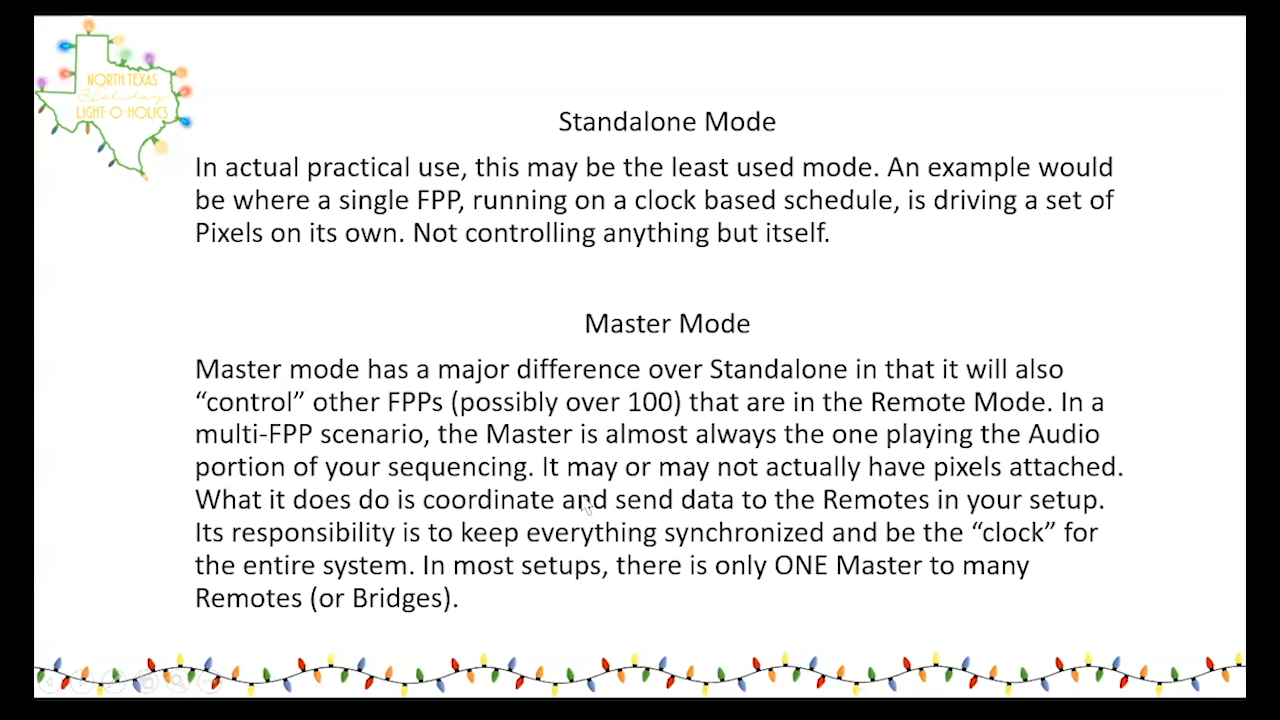 NORTH TEXAS
Holiday
LIGHT-O-HOLICS
Standalone Mode
In actual practical use, this may be the least used mode. An example would
be where a single FPP, running on a clock based schedule, is driving a set of
Pixels on its own. Not controlling anything but itself.
Master Mode
Master mode has a major difference over Standalone in that it will also
“control” other FPPs (possibly over 100) that are in the Remote Mode. In a
multi-FPP scenario, the Master is almost always the one playing the Audio
portion of your sequencing. It may or may not actually have pixels attached.
What it does do is coordinate and send data to the Remotes in your setup.
Its responsibility is to keep everything synchronized and be the “clock” for
the entire system. In most setups, there is only ONE Master to many
Remotes (or Bridges).